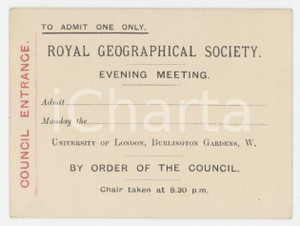 TO ADMIT ONE ONLY.
ROYAL GEOGRAPHICAL SOCIETY.
EVENING MEETING.
COUNCIL ENTRANCE.
Admit
Monday the
iCharta
UNIVERSITY OF LONDON, BURLINGTON GARDENS, W.
BY ORDER OF THE COUNCIL.
Chair taken at 8.30 p.m.